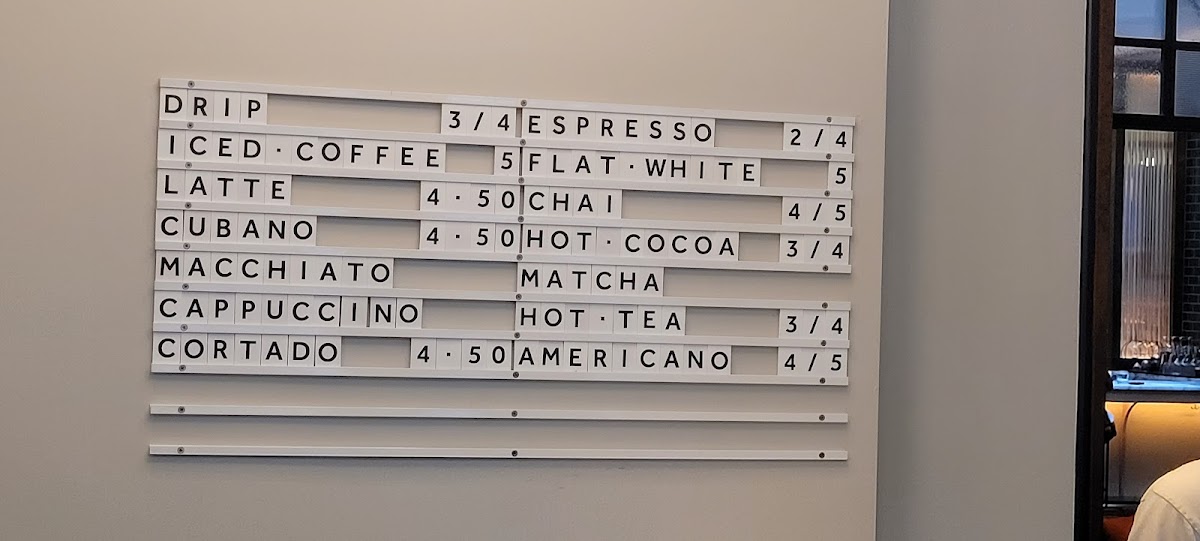 DRIP 3/4
ICED·COFFEE 5
LATTE 4·50
CUBANO 4·50
MACCHIATO
CAPPUCCINO
CORTADO 4·50
ESPRESSO 2/4
FLAT·WHITE 5
CHAI 4/5
HOT·COCOA 3/4
MATCHA
HOT·TEA 3/4
AMERICANO 4/5